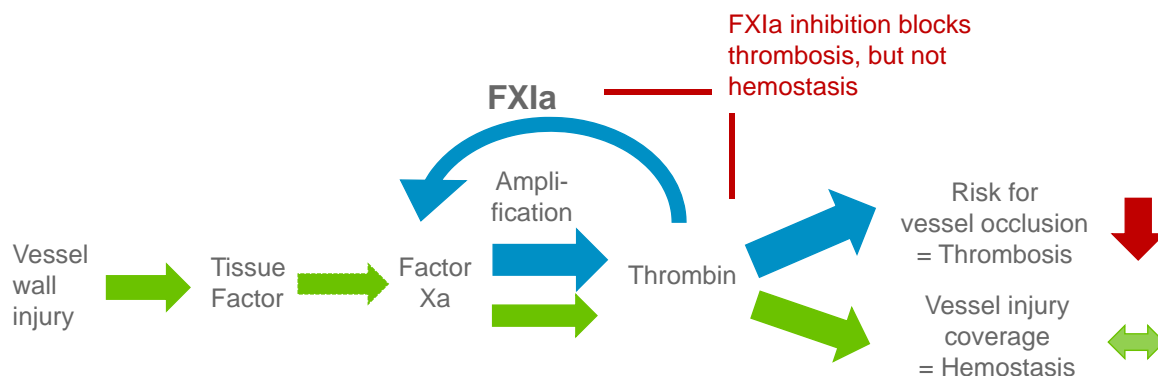 FXIa inhibition blocks
thrombosis, but not
hemostasis
FXIa
Ampli-
fication
Vessel
wall
injury
Tissue
Factor
Factor
Xa
Thrombin
Risk for
vessel occlusion
= Thrombosis
Vessel injury
coverage
= Hemostasis